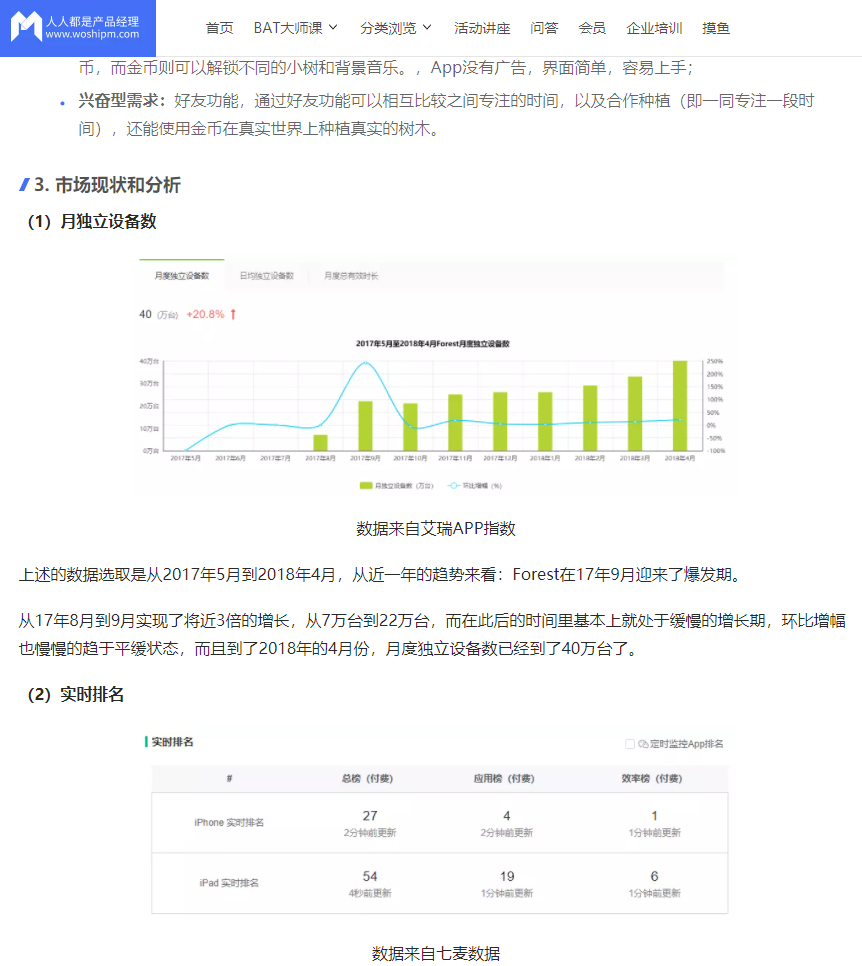 人人都是产品经理
www.woshipm.com
首页 BAT大师课 分类浏览 活动讲座 问答 会员 企业培训 摸鱼
币，而金币则可以解锁不同的小树和背景音乐。，App没有广告，界面简单，容易上手；
兴奋型需求：好友功能，通过好友功能可以相互比较之间专注的时间，以及合作种植（即一同专注一段时
间），还能使用金币在真实世界上种植真实的树木。
3. 市场现状和分析
（1）月独立设备数
月度独立设备数 日均独立设备数 月度总有效时长
40 (万台) +20.8% ↑
2017年5月至2018年4月Forest月度独立设备数
40万台 250%
200%
30万台 150%
100%
20万台 50%
0%
10万台 -50%
0万台 -100%
2017年5月 2017年6月 2017年7月 2017年8月 2017年9月 2017年10月 2017年11月 2017年12月 2018年1月 2018年2月 2018年3月 2018年4月
月独立设备数（万台） 环比增幅（%）
数据来自艾瑞APP指数
上述的数据选取是从2017年5月到2018年4月，从近一年的趋势来看：Forest在17年9月迎来了爆发期。
从17年8月到9月实现了将近3倍的增长，从7万台到22万台，而在此后的时间里基本上就处于缓慢的增长期，环比增幅
也慢慢的趋于平缓状态，而且到了2018年的4月份，月度独立设备数已经到了40万台了。
（2）实时排名
实时排名 定时监控App排名
# 总榜（付费） 应用榜（付费） 效率榜（付费）
iPhone 实时排名 27 4 1
2分钟前更新 2分钟前更新 1分钟前更新
iPad 实时排名 54 19 6
4秒前更新 1分钟前更新 1分钟前更新
数据来自七麦数据